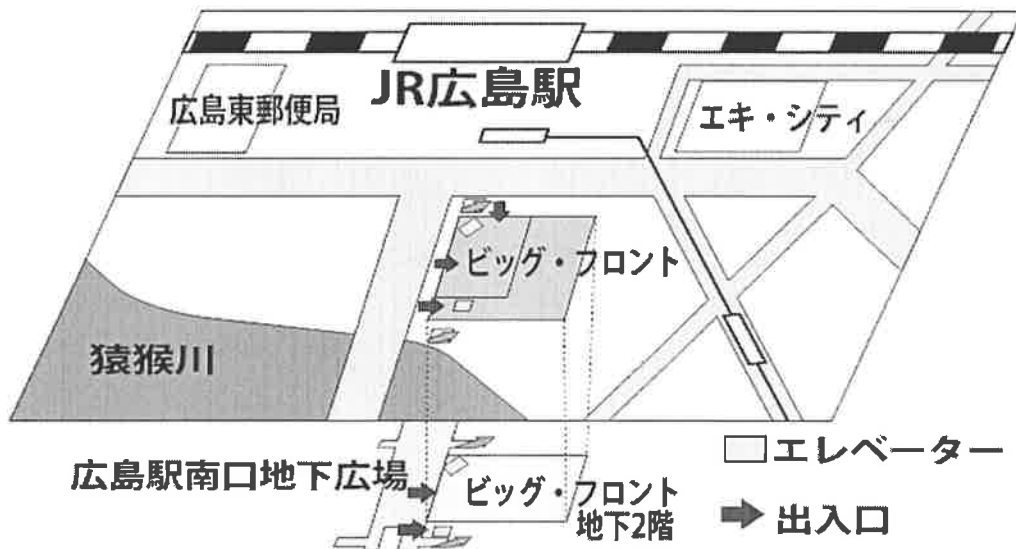 JR広島駅
広島東郵便局
エキ・シティ
ビッグ・フロント
猿猴川
広島駅南口地下広場
ビッグ・フロント
地下2階
エレベーター
出入口